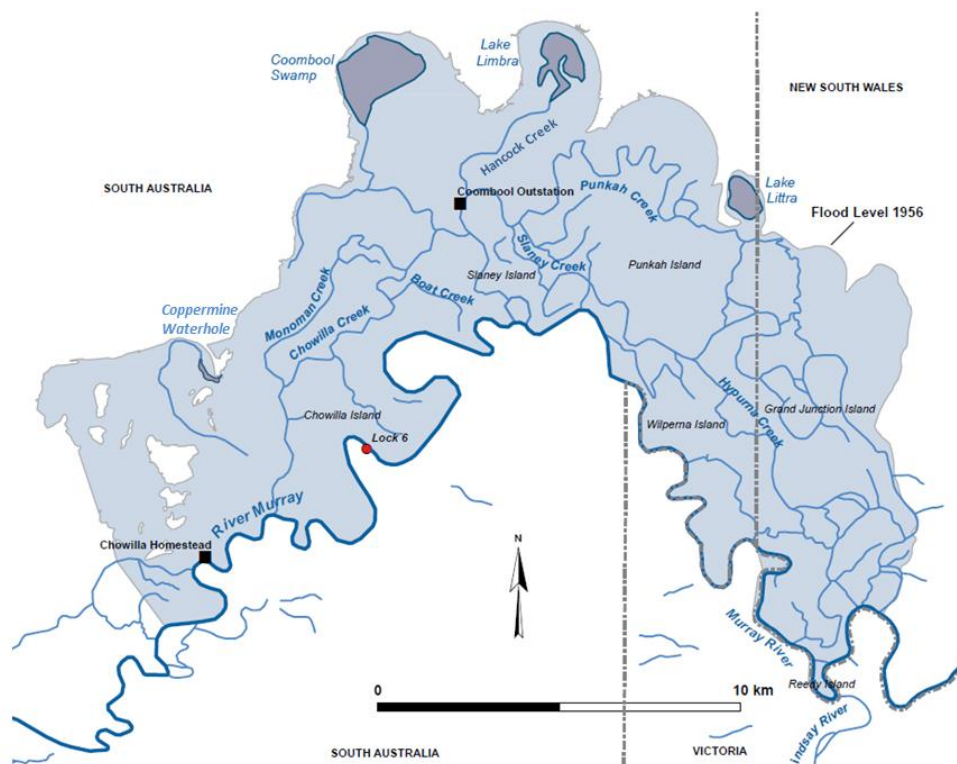 Coombool
Swamp
Lake
Limbra
NEW SOUTH WALES
Hancock Creek
SOUTH AUSTRALIA
Coombool Outstation
Punkah Creek
Lake
Littra
Flood Level 1956
Slaney Creek
Slaney Island
Punkah Island
Monoman Creek
Boat Creek
Coppermine
Waterhole
Chowilla Creek
Hypurna Creek
Grand Junction Island
Chowilla Island
Wilperna Island
Lock 6
River Murray
Chowilla Homestead
N
Murray River
Reedy Island
0
10 km
indsay River
SOUTH AUSTRALIA
VICTORIA